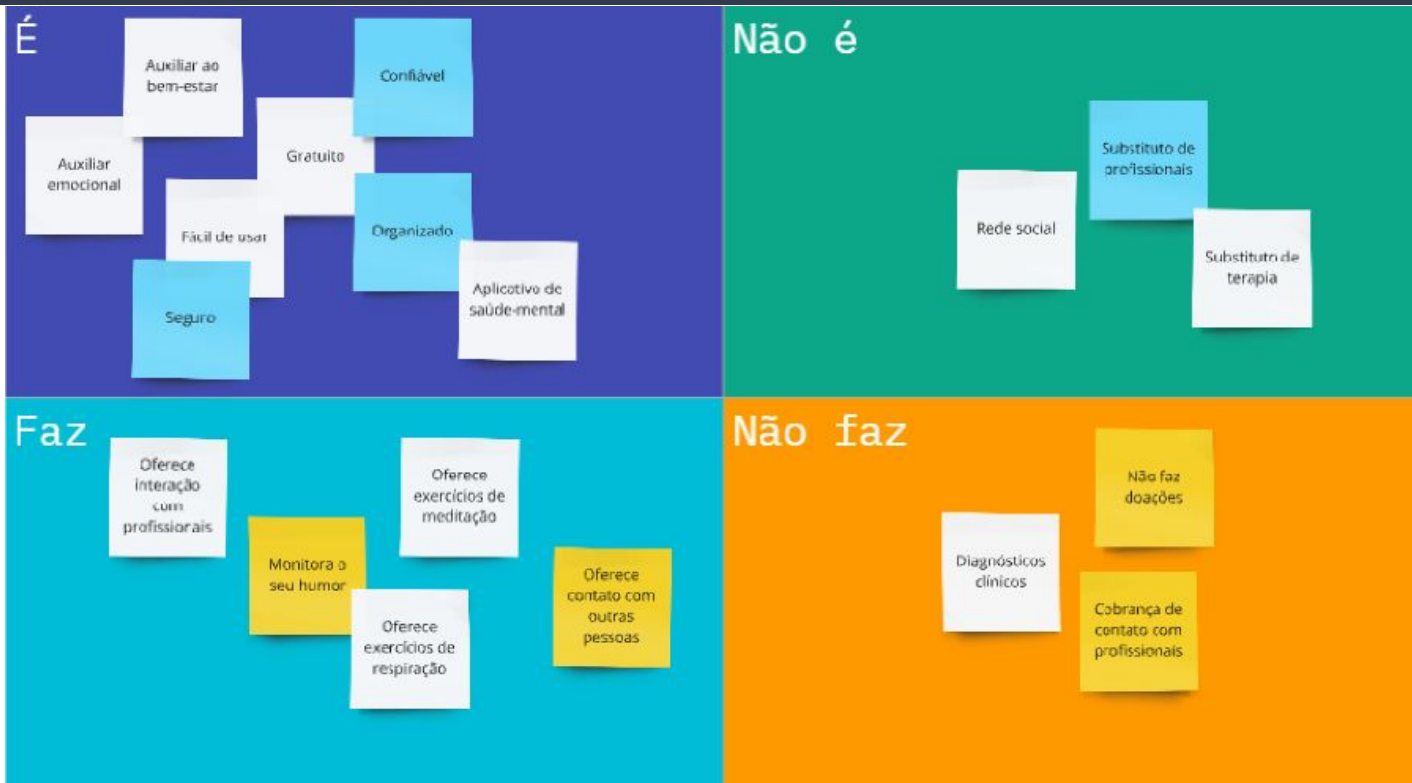 É
Auxiliar ao
bem-estar
Confiável
Auxiliar
emocional
Gratuito
Fácil de usar
Organizado
Seguro
Aplicativo de
saúde-mental
Não é
Substituto de
profissionais
Rede social
Substituto de
terapia
Faz
Oferece
interação
com
profissionais
Oferece
exercícios de
meditação
Monitora o
seu humor
Oferece
contato com
outras
pessoas
Oferece
exercícios de
respiração
Não faz
Não faz
doações
Diagnósticos
clínicos
Cobrança de
contato com
profissionais